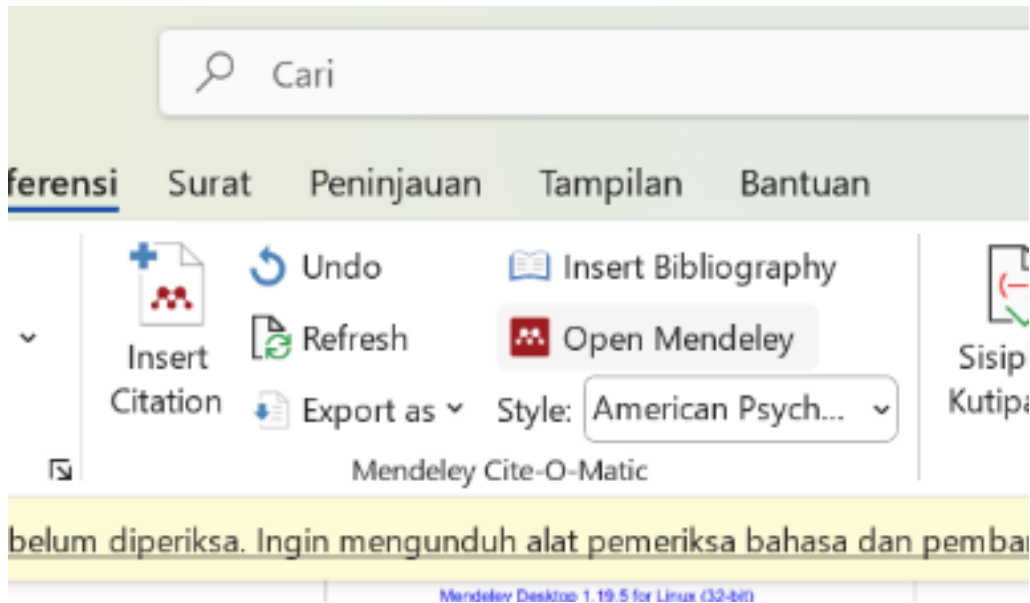 Cari
ferensi Surat Peninjauan Tampilan Bantuan
Undo Insert Bibliography
Insert Citation
Refresh Open Mendeley
Export as Style: American Psych...
Mendeley Cite-O-Matic
Sisip
Kutipa
belum diperiksa. Ingin mengunduh alat pemeriksa bahasa dan pemba
Mendeley Desktop 1.19.5 for Linux (32-bit)